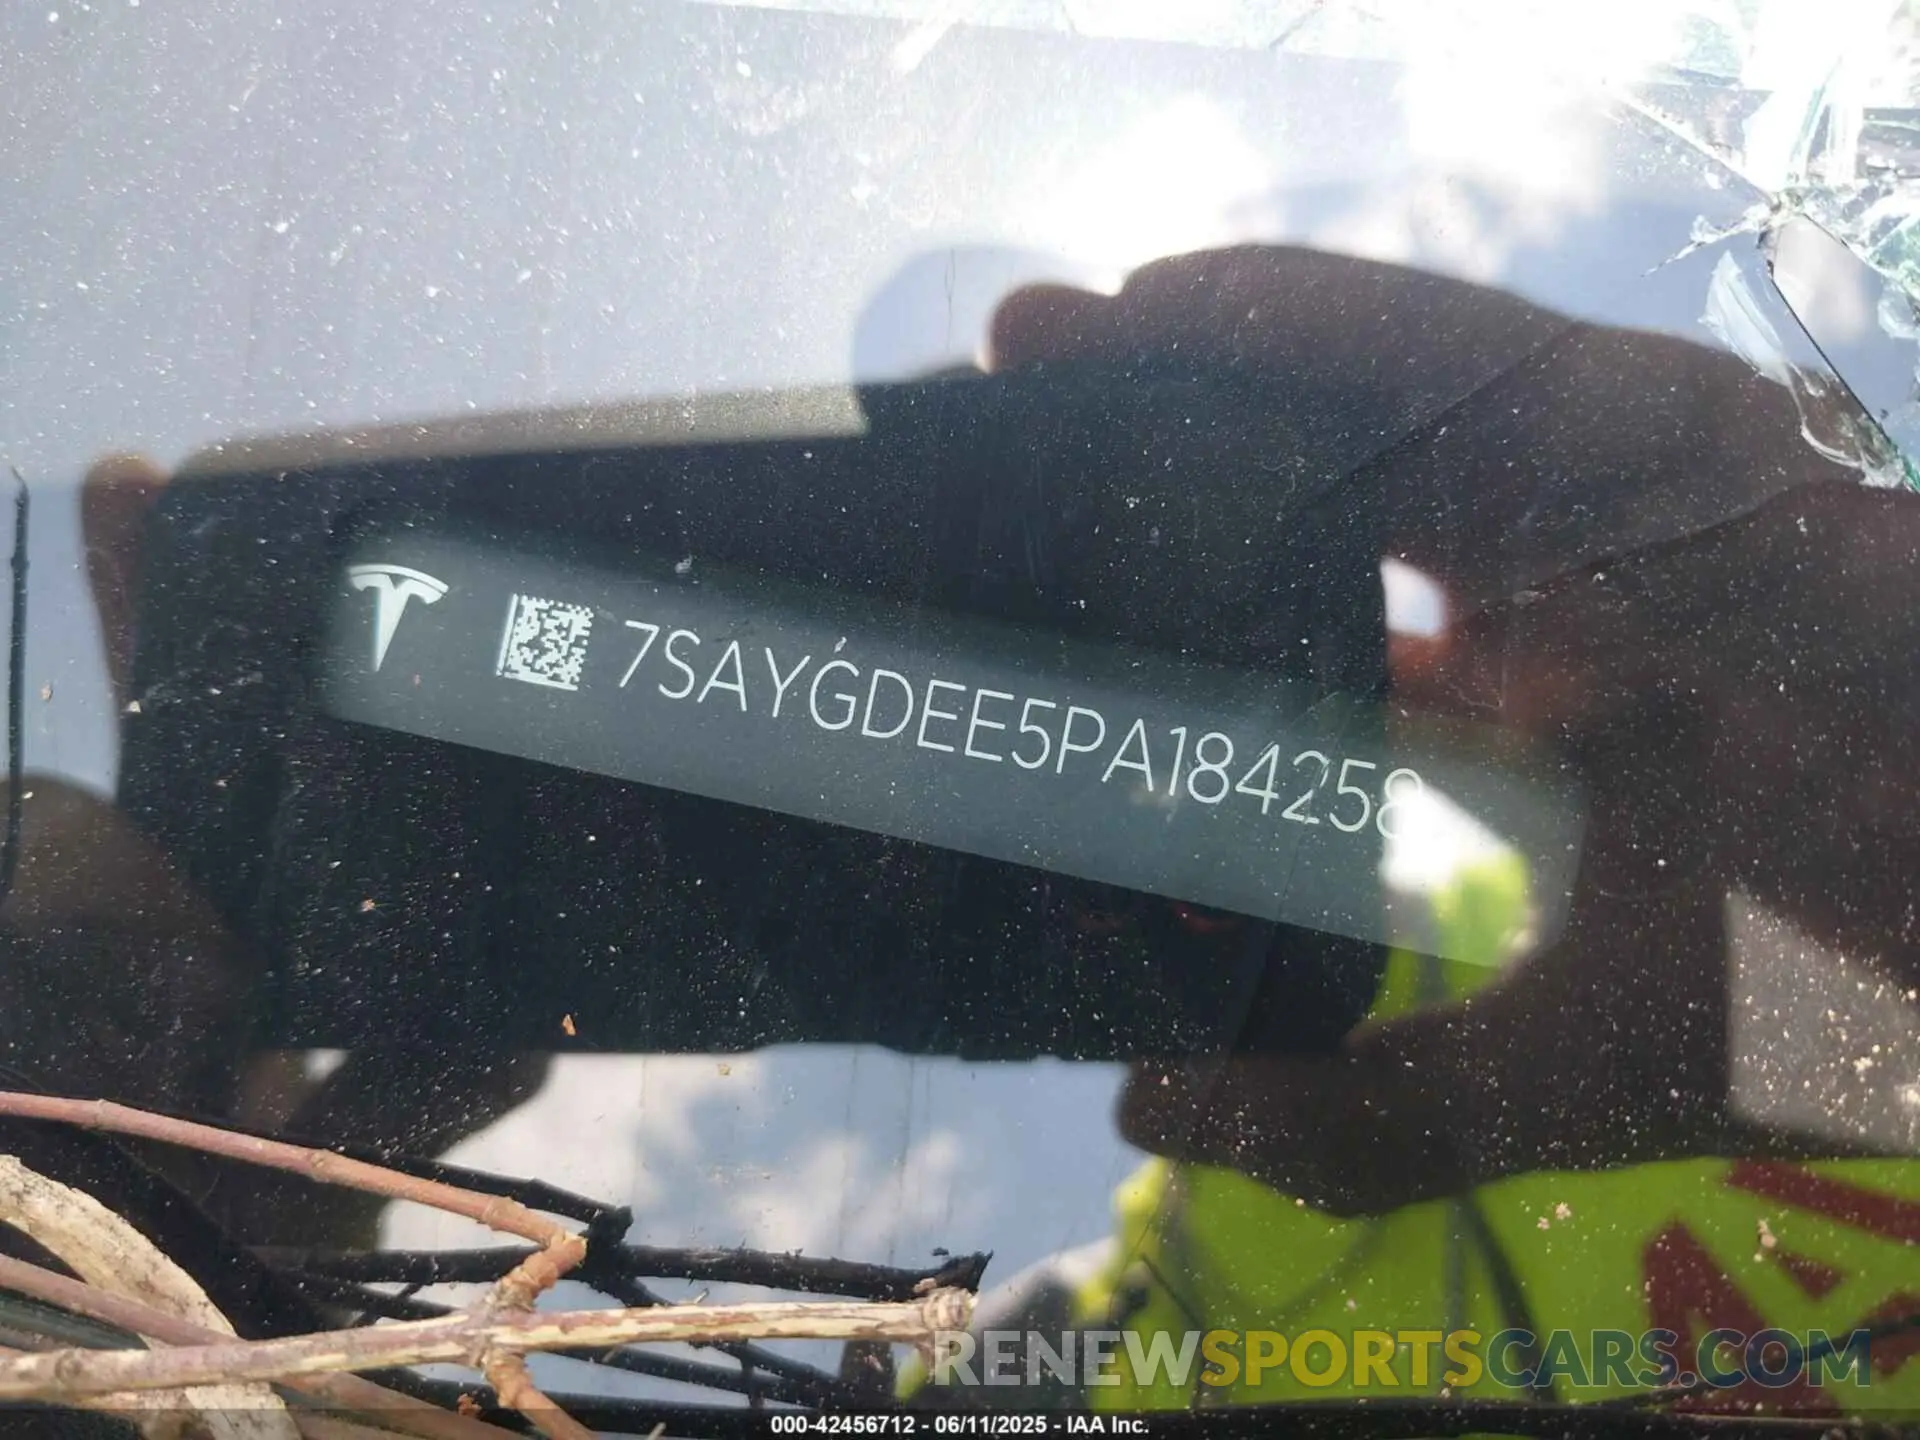 7SAYGDEE5PA184258
RENEWSPORTSCARS.COM
000-42456712 - 06/11/2025 - IAA Inc.